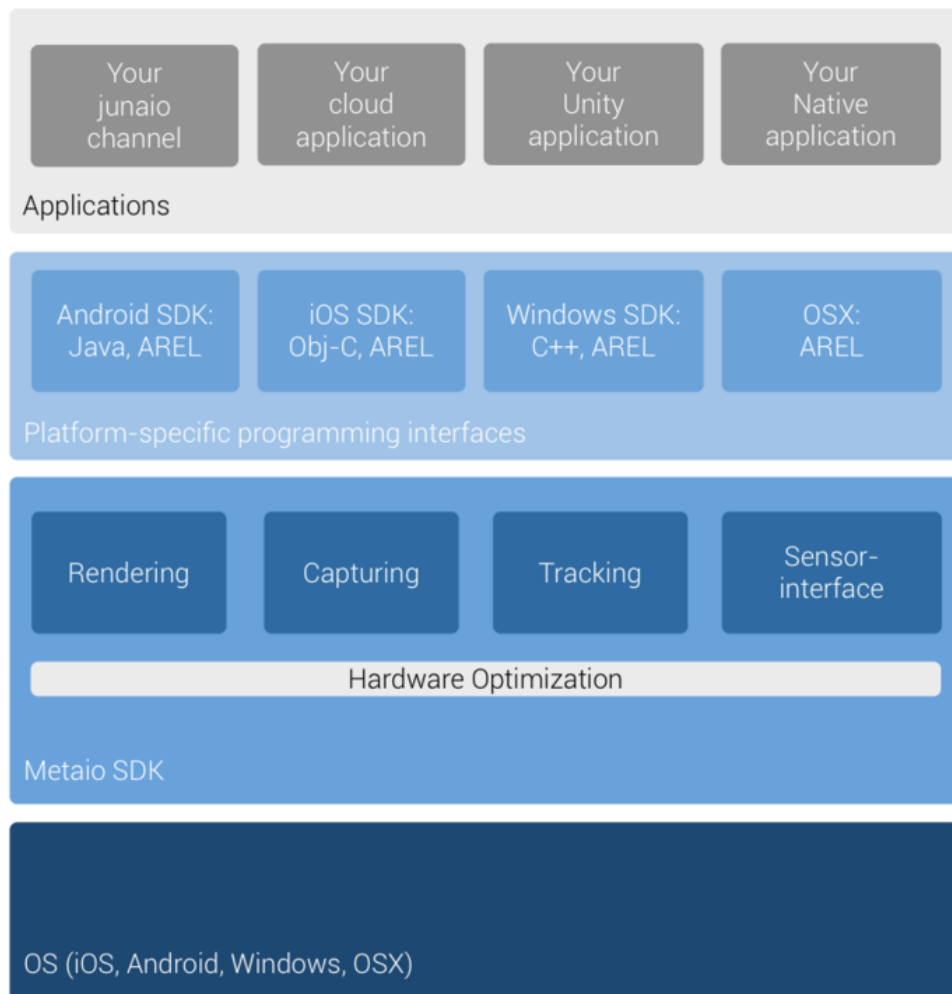 Your
junaio
channel
Your
cloud
application
Your
Unity
application
Your
Native
application
Applications
Android SDK:
Java, AREL
iOS SDK:
Obj-C, AREL
Windows SDK:
C++, AREL
OSX:
AREL
Platform-specific programming interfaces
Rendering
Capturing
Tracking
Sensor-
interface
Hardware Optimization
Metaio SDK
OS (iOS, Android, Windows, OSX)